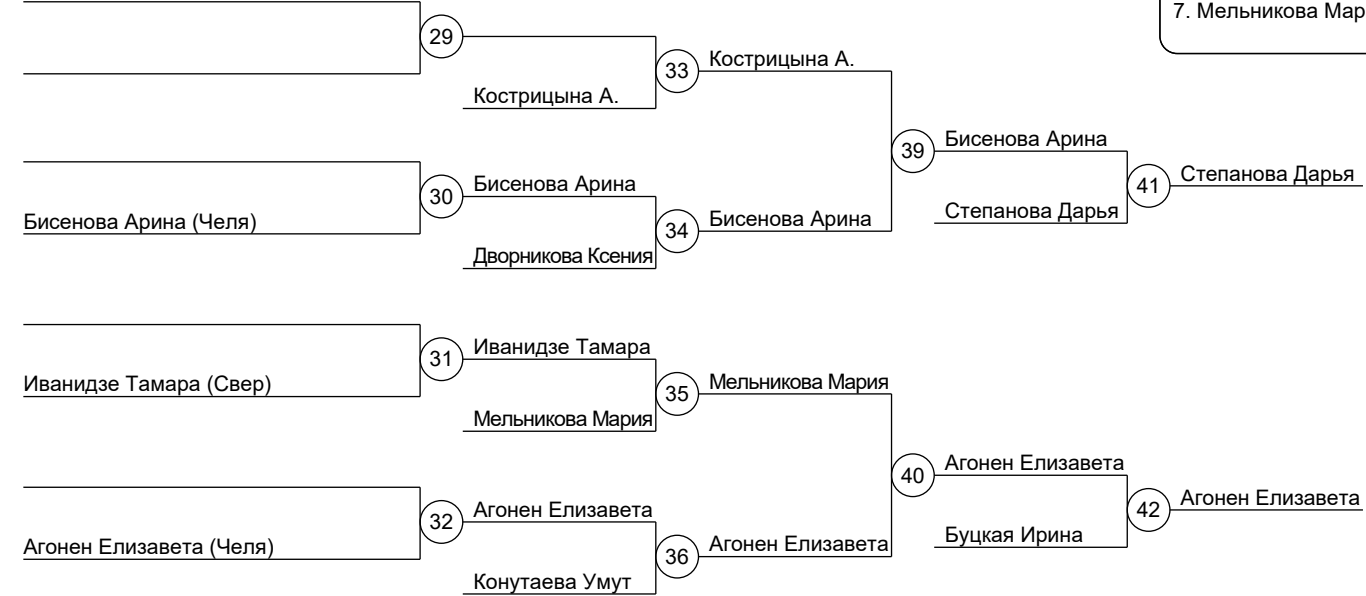 7. Мельникова Мар
29
33
Кострицына А.
Кострицына А.
39
Бисенова Арина
30
Бисенова Арина
41
Степанова Дарья
Бисенова Арина (Челя)
34
Бисенова Арина
Степанова Дарья
Дворникова Ксения
31
Иванидзе Тамара
Иванидзе Тамара (Свер)
35
Мельникова Мария
Мельникова Мария
40
Агонен Елизавета
32
Агонен Елизавета
42
Агонен Елизавета
Агонен Елизавета (Челя)
36
Агонен Елизавета
Буцкая Ирина
Конутаева Умут